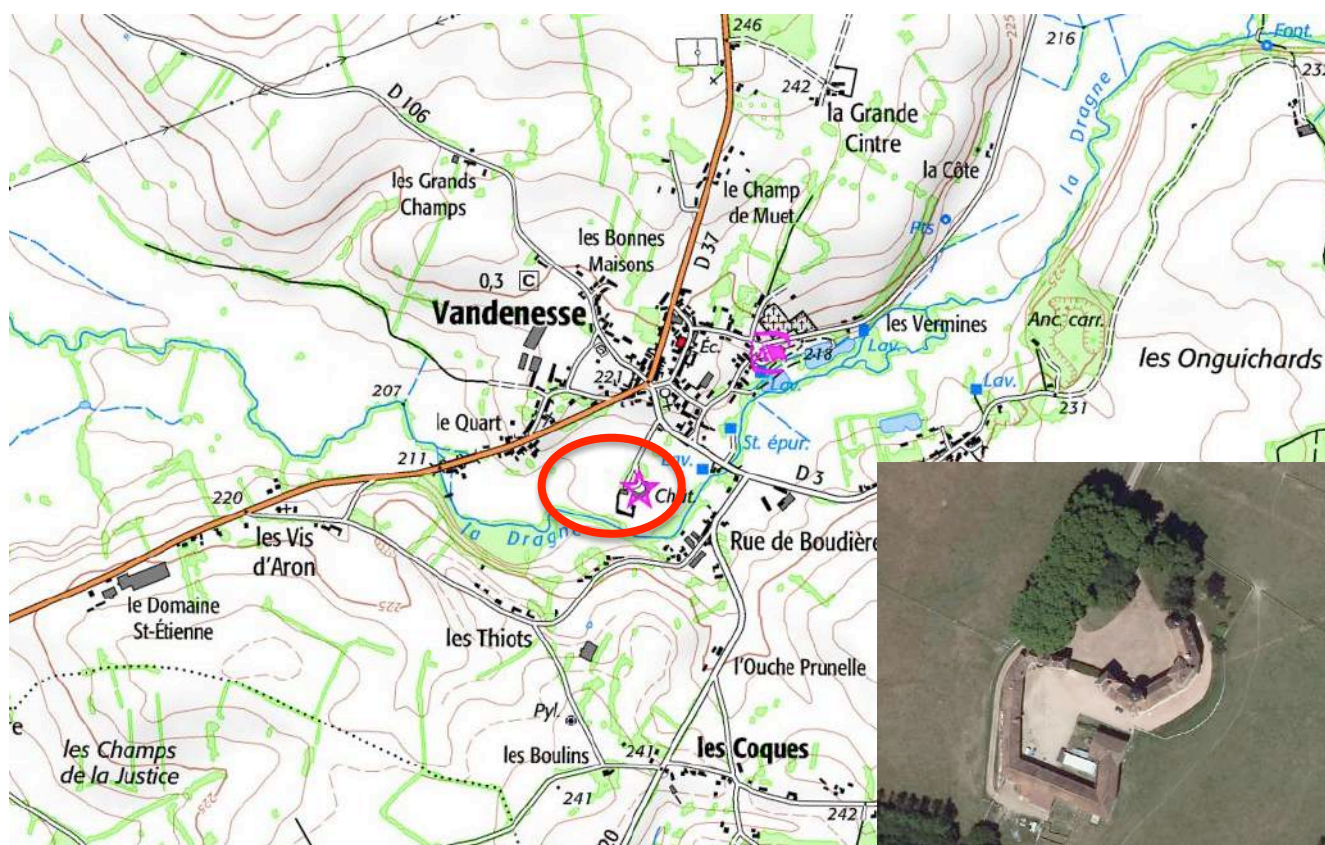 246
225
216
Font.
232
242
D 106
la Grande
Cintre
la Dragne
la Côte
les Grands
Champs
le Champ
de Muet
Pts
les Bonnes
Maisons
D 37
0,3 C
Vandenesse
Éc.
les Vermines
Anc. carr.
218
Lav.
les Onguichards
221
Lav.
Lav.
207
231
le Quart
St. épur.
211
Lav.
D 3
220
Chât.
la Dragne
Rue de Boudière
les Vis
d'Aron
225
le Domaine
St-Étienne
les Thiots
l'Ouche Prunelle
Pyl.
e
les Champs
de la Justice
les Boulins
241
les Coques
225
241
242
20